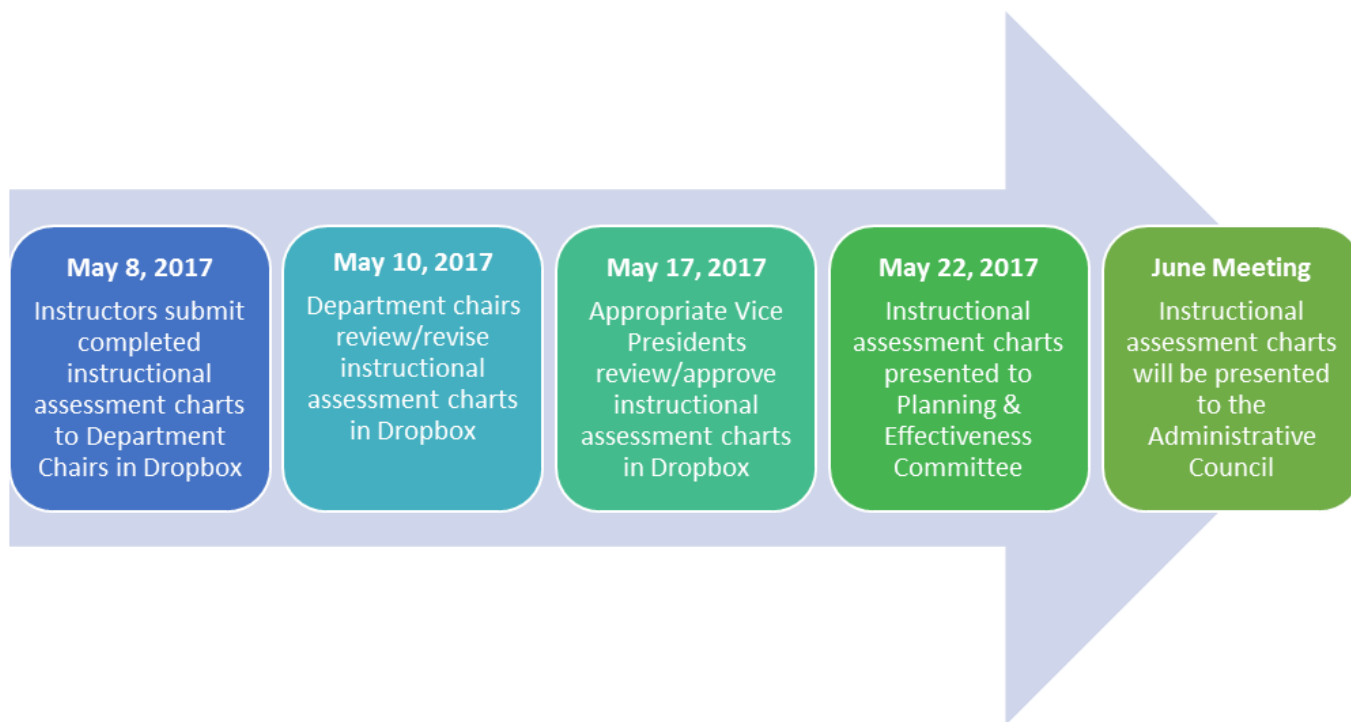 May 8, 2017
Instructors submit
completed
instructional
assessment charts
to Department
Chairs in Dropbox
May 10, 2017
Department chairs
review/revise
instructional
assessment charts
in Dropbox
May 17, 2017
Appropriate Vice
Presidents
review/approve
instructional
assessment charts
in Dropbox
May 22, 2017
Instructional
assessment charts
presented to
Planning &
Effectiveness
Committee
June Meeting
Instructional
assessment charts
will be presented
to the
Administrative
Council